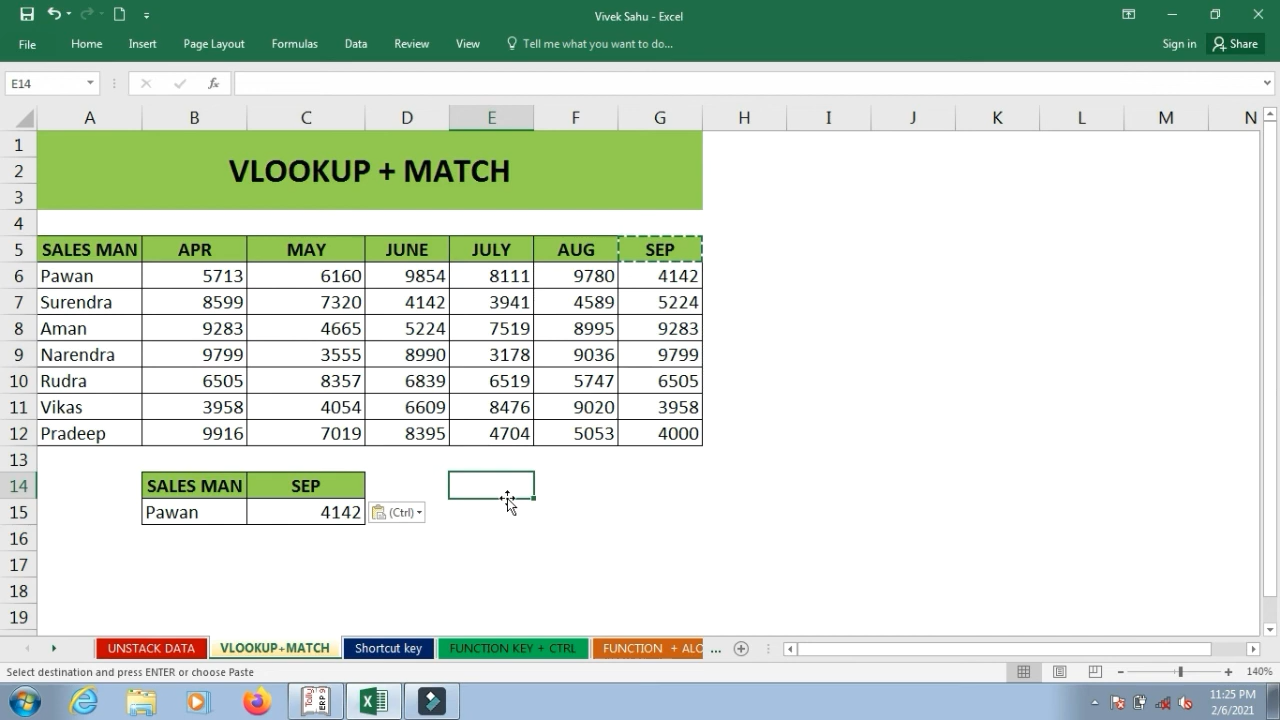 Vivek Sahu - Excel
File Home Insert Page Layout Formulas Data Review View Tell me what you want to do... Sign in Share
E14 fx
A B C D E F G H I J K L M N
1
2 VLOOKUP + MATCH
3
4
5 SALES MAN APR MAY JUNE JULY AUG SEP
6 Pawan 5713 6160 9854 8111 9780 4142
7 Surendra 8599 7320 4142 3941 4589 5224
8 Aman 9283 4665 5224 7519 8995 9283
9 Narendra 9799 3555 8990 3178 9036 9799
10 Rudra 6505 8357 6839 6519 5747 6505
11 Vikas 3958 4054 6609 8476 9020 3958
12 Pradeep 9916 7019 8395 4704 5053 4000
13
14 SALES MAN SEP
15 Pawan 4142 (Ctrl)
16
17
18
19
UNSTACK DATA VLOOKUP+MATCH Shortcut key FUNCTION KEY + CTRL FUNCTION + ALO ...
Select destination and press ENTER or choose Paste 140%
Tally ERP 9 11:25 PM
2/6/2021